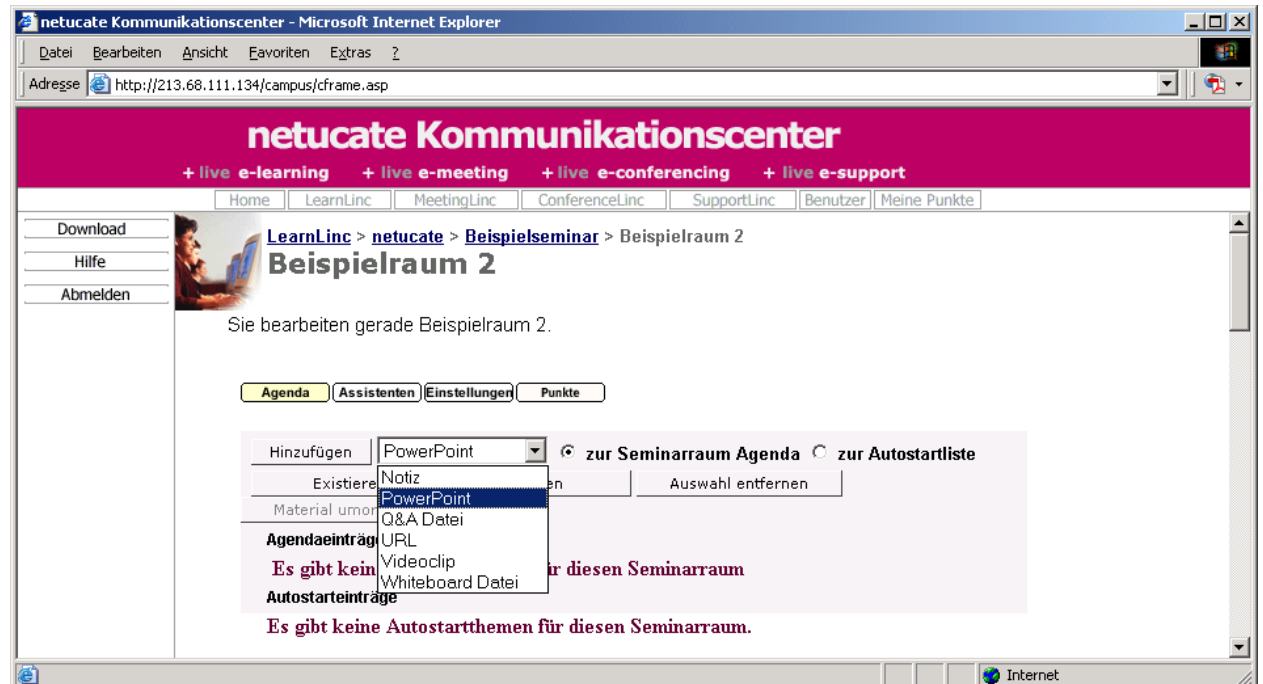 netucate Kommunikationscenter - Microsoft Internet Explorer
Datei Bearbeiten Ansicht Favoriten Extras ?
Adresse http://213.68.111.134/campus/cframe.asp
netucate Kommunikationscenter
+ live e-learning + live e-meeting + live e-conferencing + live e-support
Home LearnLinc MeetingLinc ConferenceLinc SupportLinc Benutzer Meine Punkte
Download
Hilfe
Abmelden
LearnLinc > netucate > Beispielseminar > Beispielraum 2
Beispielraum 2
Sie bearbeiten gerade Beispielraum 2.
Agenda Assistenten Einstellungen Punkte
Hinzufügen PowerPoint zur Seminarraum Agenda zur Autostartliste
Notiz
PowerPoint
Q&A Datei
URL
Videoclip
Whiteboard Datei
Existiere en Auswahl entfernen
Material umor
Agendaeinträg
Es gibt kein ür diesen Seminarraum
Autostarteinträge
Es gibt keine Autostartthemen für diesen Seminarraum.
Internet